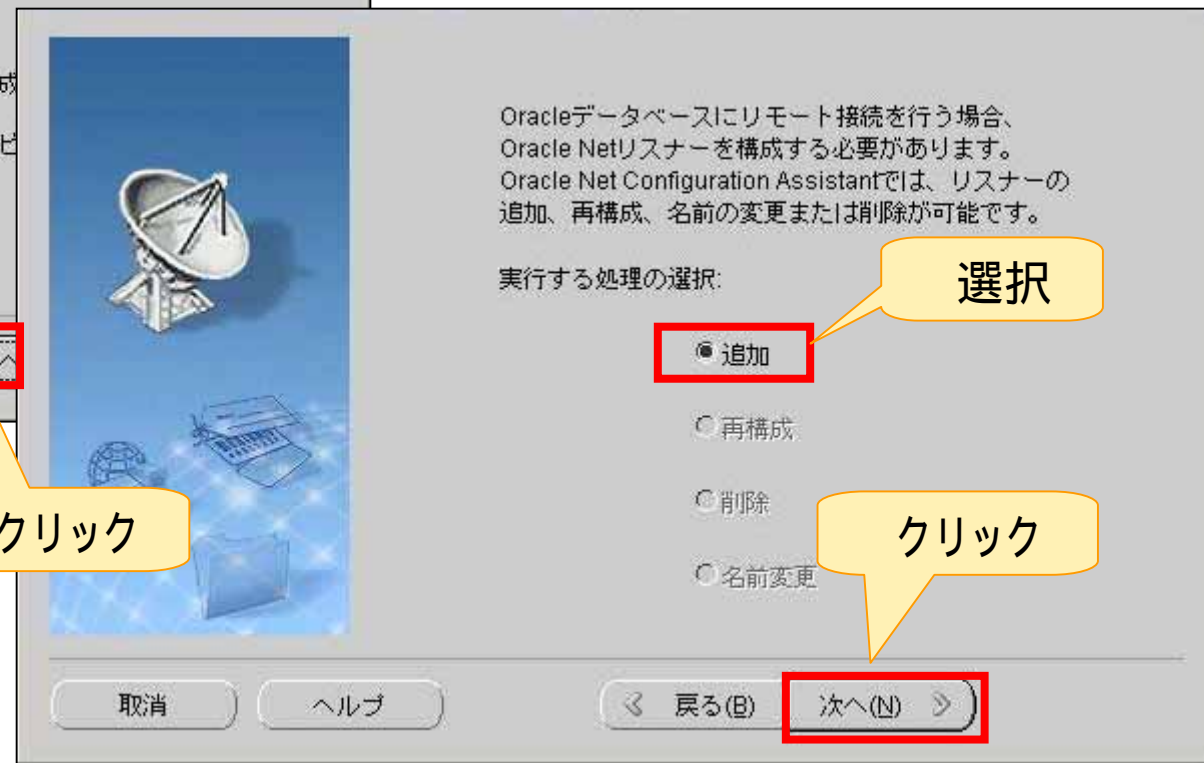 成
ビ
へ
クリック
Oracleデータベースにリモート接続を行う場合、
Oracle Netリスナーを構成する必要があります。
Oracle Net Configuration Assistantでは、リスナーの
追加、再構成、名前の変更または削除が可能です。
実行する処理の選択:
選択
追加
再構成
削除
名前変更
クリック
取消
ヘルプ
戻る(B)
次へ(N)